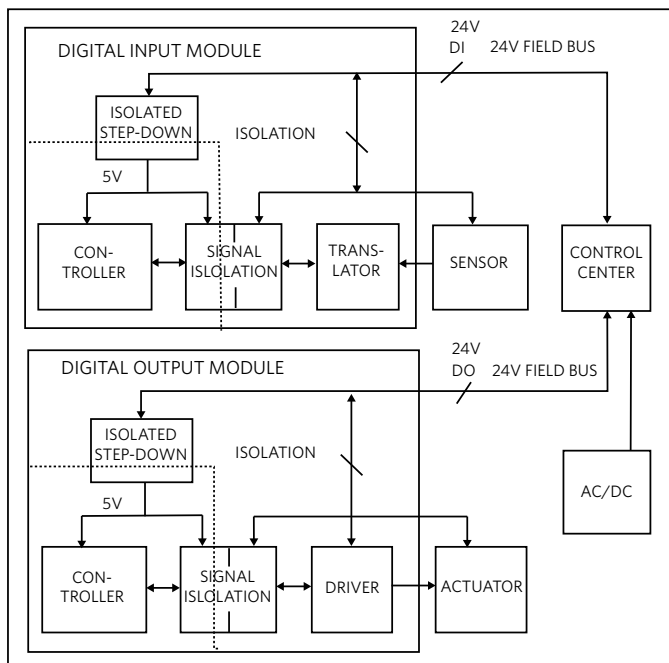 DIGITAL INPUT MODULE
24V
DI 24V FIELD BUS
ISOLATED
STEP-DOWN
ISOLATION
5V
CON-
TROLLER
SIGNAL
ISLOLATION
TRANS-
LATOR
SENSOR
CONTROL
CENTER
DIGITAL OUTPUT MODULE
24V
DO 24V FIELD BUS
ISOLATED
STEP-DOWN
ISOLATION
5V
AC/DC
CON-
TROLLER
SIGNAL
ISLOLATION
DRIVER
ACTUATOR